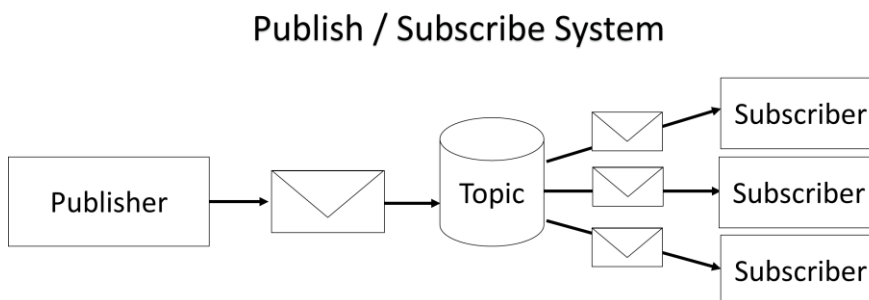 Publish / Subscribe System
Publisher
Topic
Subscriber
Subscriber
Subscriber